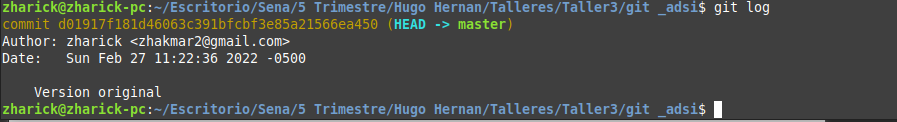 zharick@zharick-pc:~/Escritorio/Sena/5 Trimestre/Hugo Hernan/Talleres/Taller3/git _adsi$ git log
commit d01917f181d46063c391bfcbf3e85a21566ea450 (HEAD -> master)
Author: zharick <zhakmar2@gmail.com>
Date:   Sun Feb 27 11:22:36 2022 -0500
    Version original
zharick@zharick-pc:~/Escritorio/Sena/5 Trimestre/Hugo Hernan/Talleres/Taller3/git _adsi$